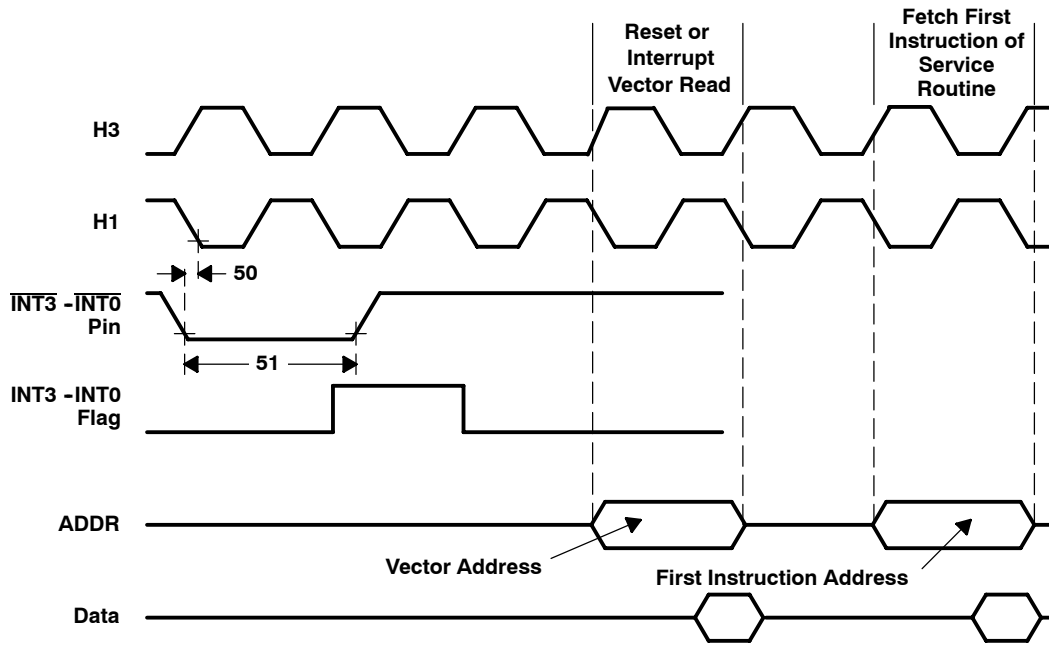 Reset or
Interrupt
Vector Read
Fetch First
Instruction of
Service
Routine
H3
H1
50
INT3 -INT0
Pin
51
INT3 -INT0
Flag
ADDR
Vector Address
First Instruction Address
Data